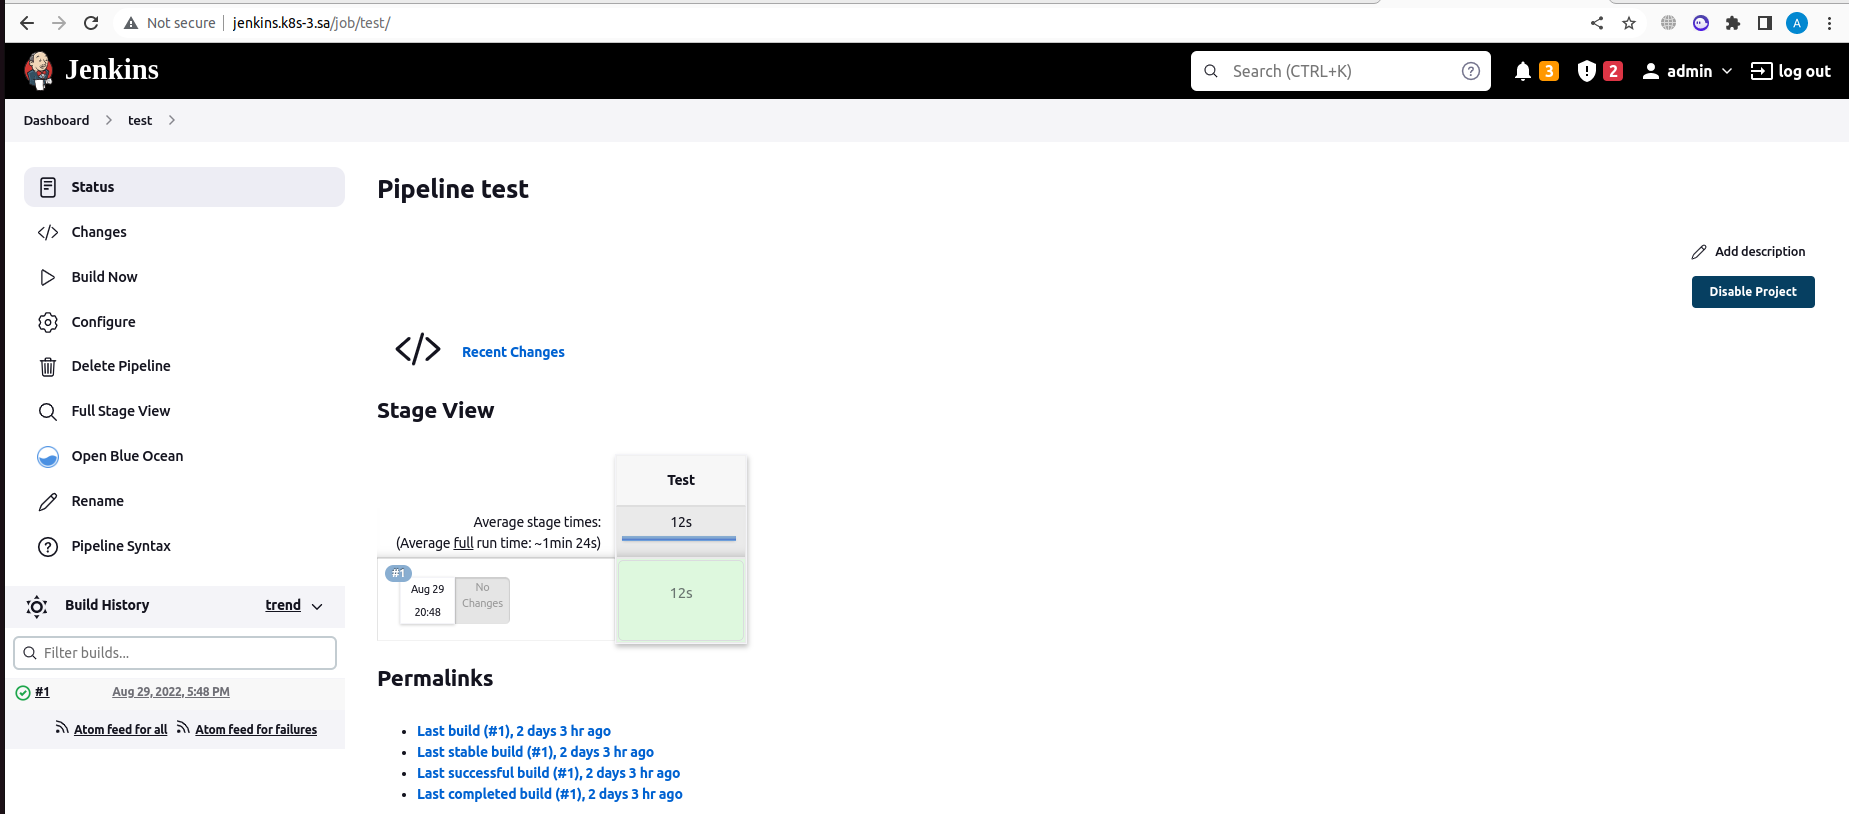 Not secure | jenkins.k8s-3.sa/job/test/
A
Jenkins
Search (CTRL+K)
3
2
admin
log out
Dashboard
test
Status
Changes
Build Now
Configure
Delete Pipeline
Full Stage View
Open Blue Ocean
Rename
Pipeline Syntax
Build History
trend
Filter builds...
#1
Aug 29, 2022, 5:48 PM
Atom feed for all
Atom feed for failures
Pipeline test
Add description
Disable Project
Recent Changes
Stage View
Test
Average stage times:
12s
(Average full run time: ~1min 24s)
#1
Aug 29
20:48
No
Changes
12s
Permalinks
Last build (#1), 2 days 3 hr ago
Last stable build (#1), 2 days 3 hr ago
Last successful build (#1), 2 days 3 hr ago
Last completed build (#1), 2 days 3 hr ago